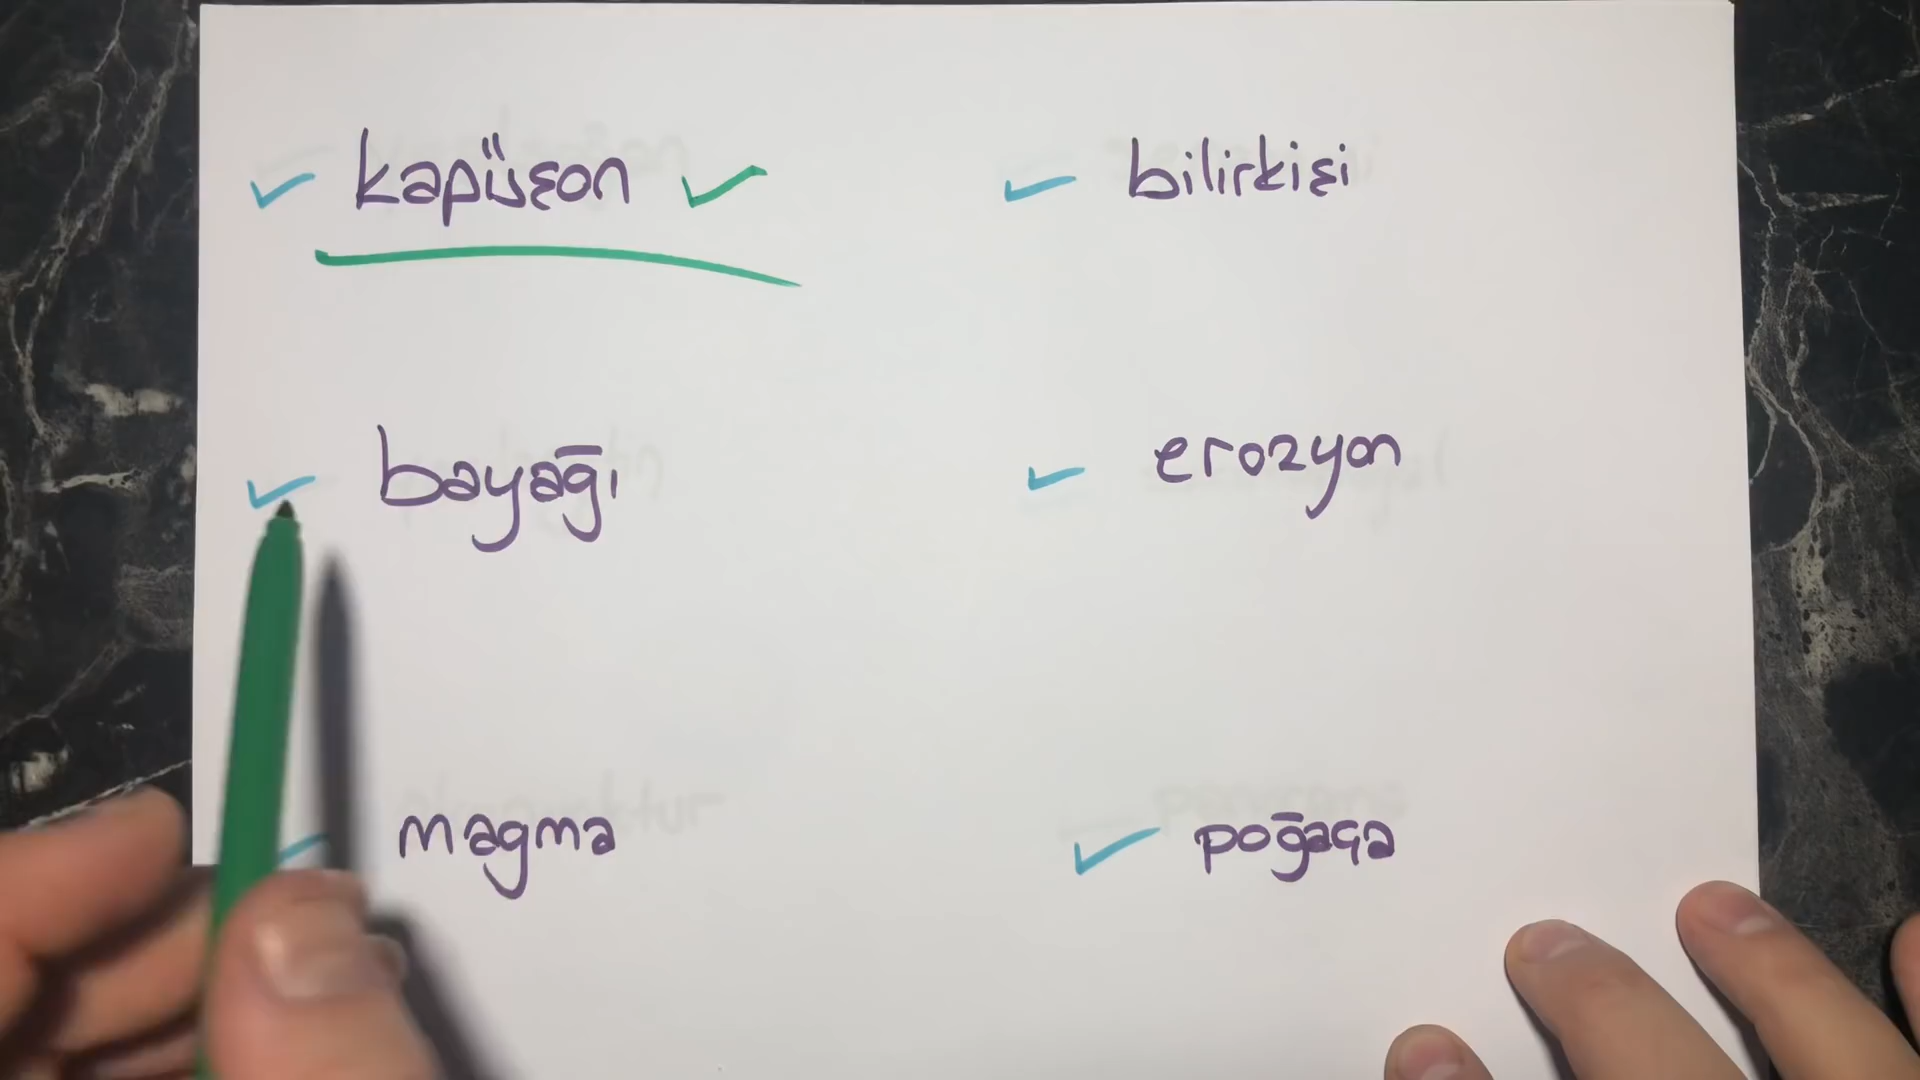 kapüşon bilirkişi
bayağı erozyon
magma poğaça